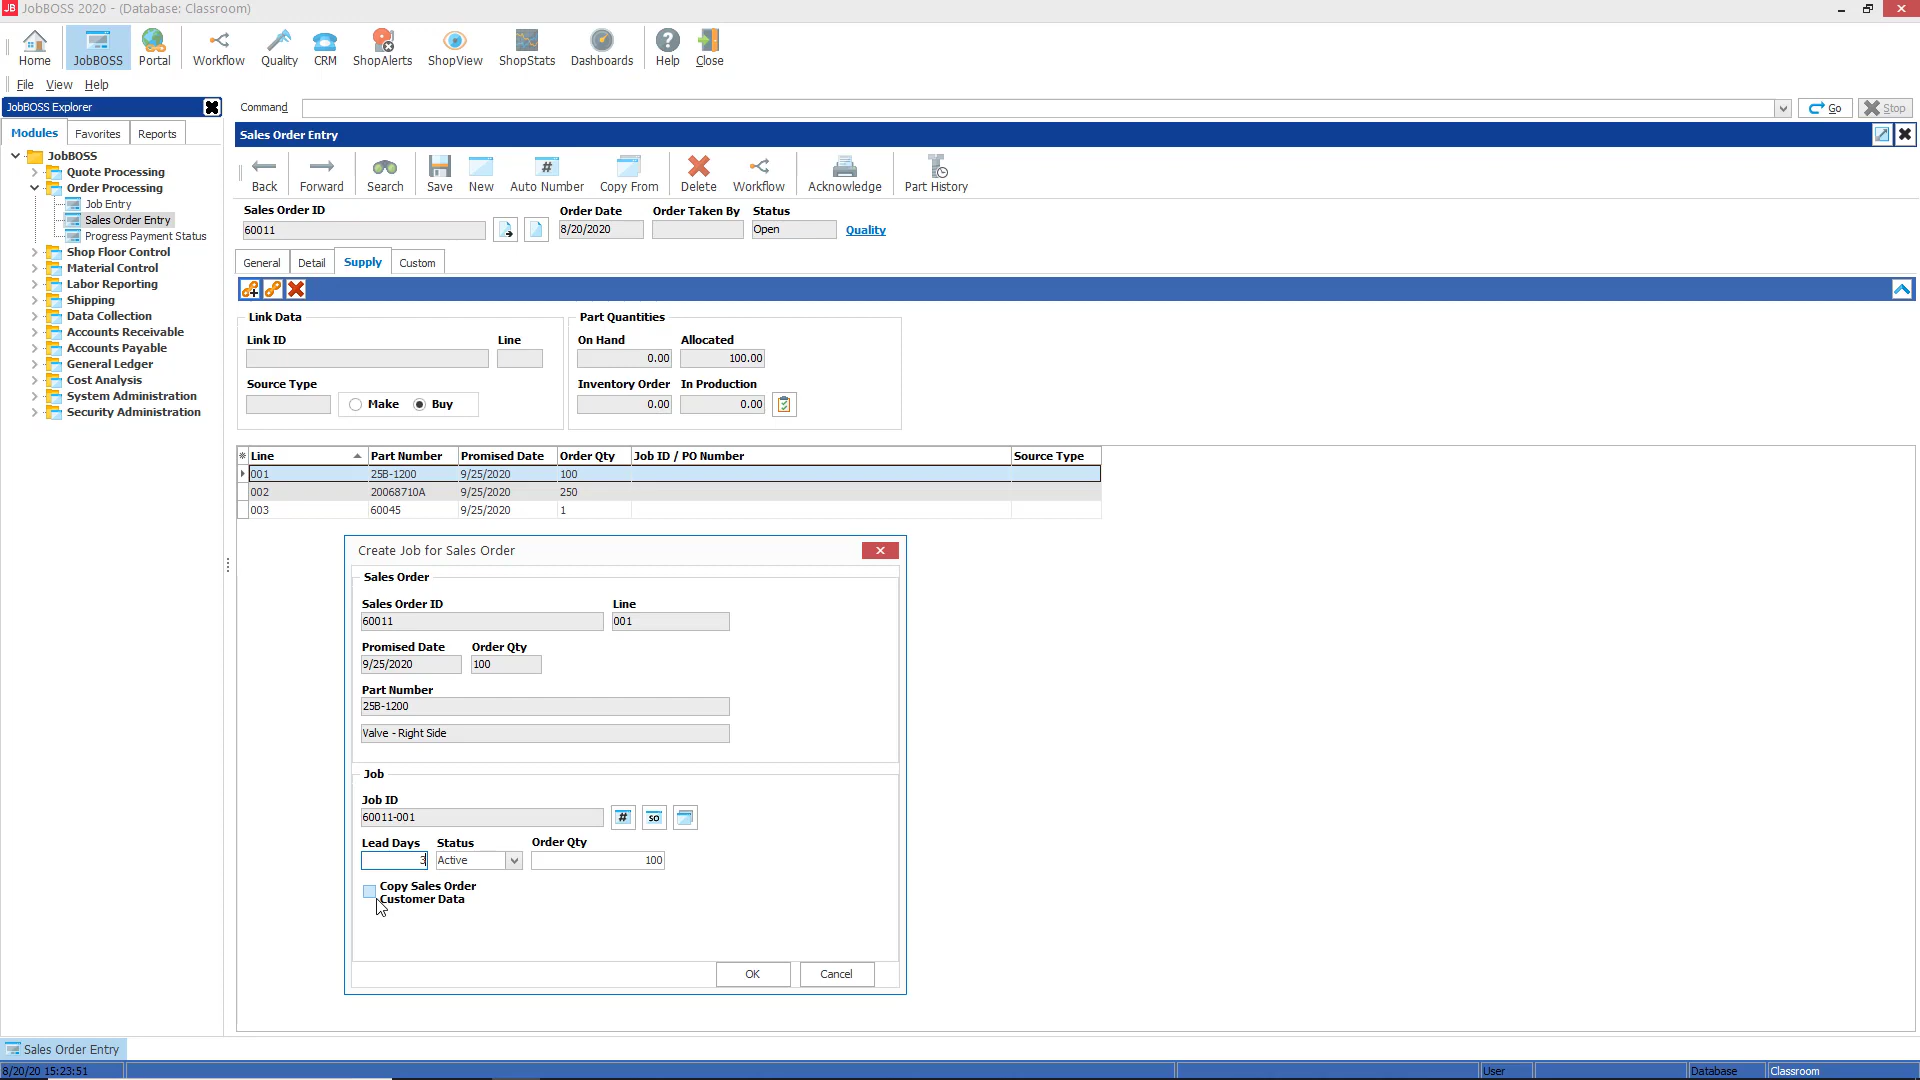 JB JobBOSS 2020 - (Database: Classroom)
Home JobBOSS Portal Workflow Quality CRM ShopAlerts ShopView ShopStats Dashboards Help Close
File View Help
JobBOSS Explorer
Command
Go
Stop
Modules Favorites Reports
JobBOSS
Quote Processing
Order Processing
Job Entry
Sales Order Entry
Progress Payment Status
Shop Floor Control
Material Control
Labor Reporting
Shipping
Data Collection
Accounts Receivable
Accounts Payable
General Ledger
Cost Analysis
System Administration
Security Administration
Sales Order Entry
Back Forward Search Save New # Auto Number Copy From Delete Workflow Acknowledge Part History
Sales Order ID Order Date Order Taken By Status
60011 8/20/2020 Open Quality
General Detail Supply Custom
Link Data Part Quantities
Link ID Line On Hand Allocated
0.00 100.00
Source Type Inventory Order In Production
Make Buy 0.00 0.00
Line Part Number Promised Date Order Qty Job ID / PO Number Source Type
001 25B-1200 9/25/2020 100
002 20068710A 9/25/2020 250
003 60045 9/25/2020 1
Create Job for Sales Order
Sales Order
Sales Order ID Line
60011 001
Promised Date Order Qty
9/25/2020 100
Part Number
25B-1200
Valve - Right Side
Job
Job ID
60011-001 # SO
Lead Days Status Order Qty
3 Active 100
Copy Sales Order
Customer Data
OK Cancel
Sales Order Entry
8/20/20 15:23:51 User Database Classroom